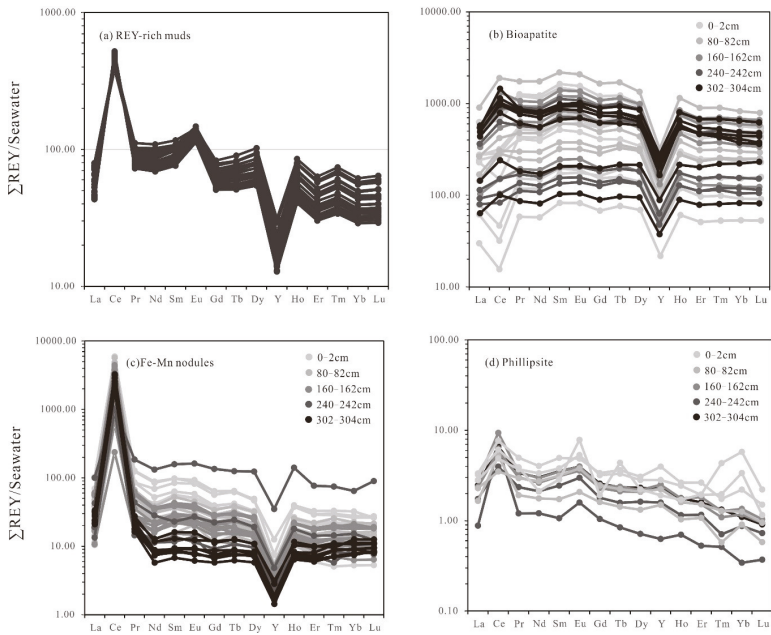 1000.00
(a) REY-rich muds
100.00
10.00
∑REY/Seawater
La Ce Pr Nd Sm Eu Gd Tb Dy Y Ho Er Tm Yb Lu
10000.00
(b) Bioapatite
0-2cm
80-82cm
160-162cm
240-242cm
302-304cm
1000.00
100.00
10.00
La Ce Pr Nd Sm Eu Gd Tb Dy Y Ho Er Tm Yb Lu
10000.00
(c)Fe-Mn nodules
0-2cm
80-82cm
160-162cm
240-242cm
302-304cm
1000.00
100.00
10.00
1.00
∑REY/Seawater
La Ce Pr Nd Sm Eu Gd Tb Dy Y Ho Er Tm Yb Lu
100.00
(d) Phillipsite
0-2cm
80-82cm
160-162cm
240-242cm
302-304cm
10.00
1.00
0.10
La Ce Pr Nd Sm Eu Gd Tb Dy Y Ho Er Tm Yb Lu